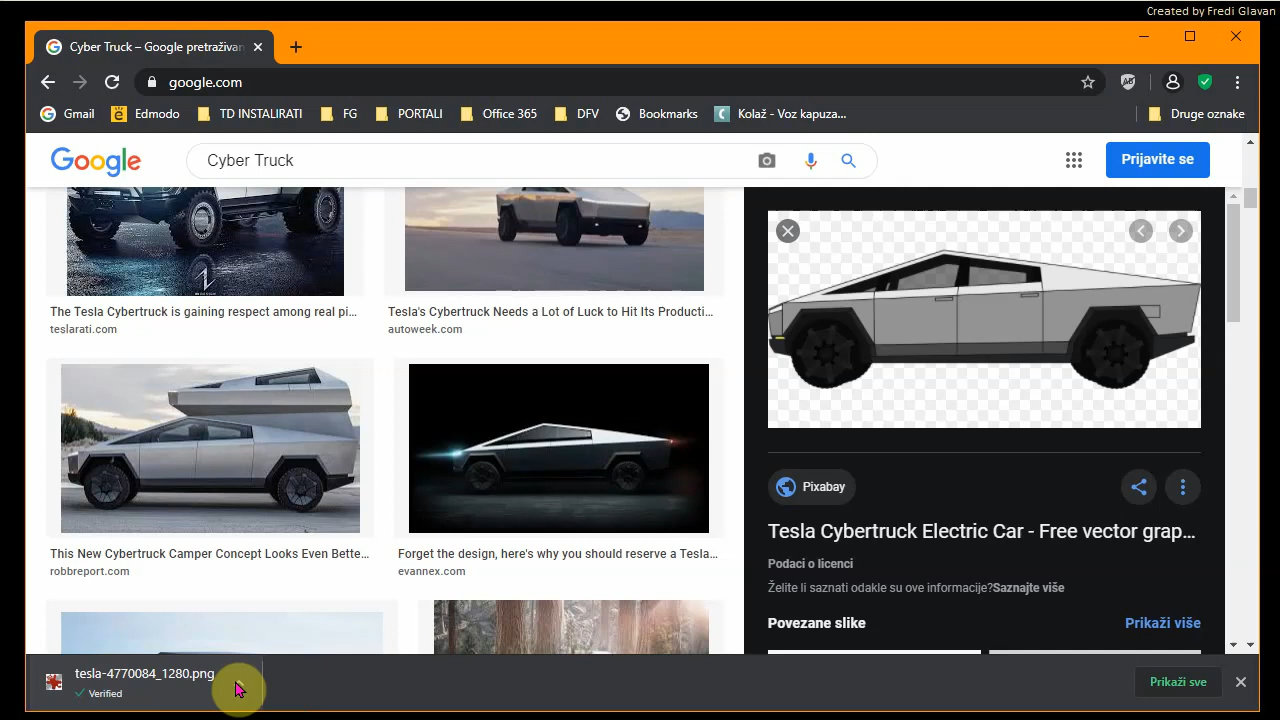 Created by Fredi Glavan
Cyber Truck – Google pretraživan
google.com
Gmail
Edmodo
TD INSTALIRATI
FG
PORTALI
Office 365
DFV
Bookmarks
Kolaž - Voz kapuza...
Druge oznake
Google
Cyber Truck
Prijavite se
The Tesla Cybertruck is gaining respect among real pi...
teslarati.com
Tesla's Cybertruck Needs a Lot of Luck to Hit Its Producti...
autoweek.com
This New Cybertruck Camper Concept Looks Even Bette...
robbreport.com
Forget the design, here's why you should reserve a Tesla...
evannex.com
Pixabay
Tesla Cybertruck Electric Car - Free vector grap...
Podaci o licenci
Želite li saznati odakle su ove informacije?Saznajte više
Povezane slike
Prikaži više
tesla-4770084_1280.png
Verified
Prikaži sve